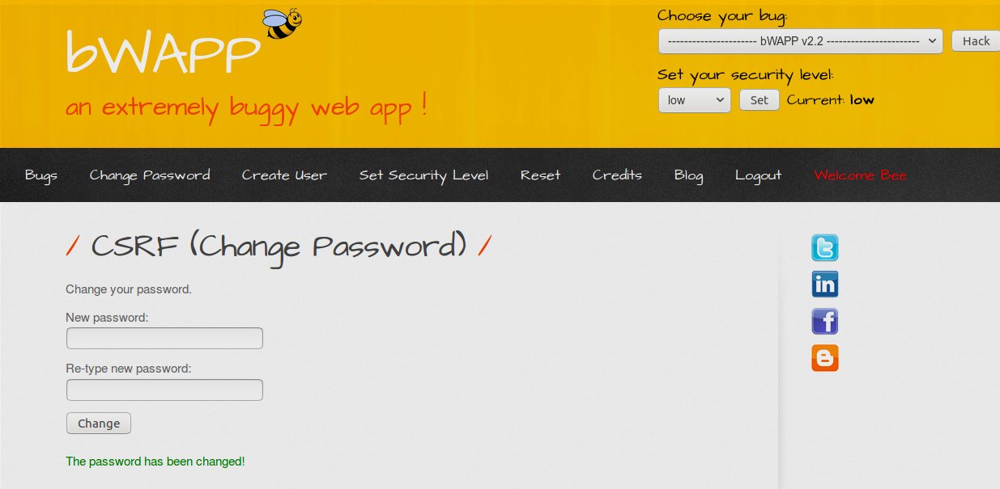 bWAPP
an extremely buggy web app !
Choose your bug:
---------------------- bWAPP v2.2 ----------------------- Hack
Set your security level:
low Set Current: low
Bugs Change Password Create User Set Security Level Reset Credits Blog Logout Welcome Bee
/ CSRF (Change Password) /
Change your password.
New password:
Re-type new password:
Change
The password has been changed!